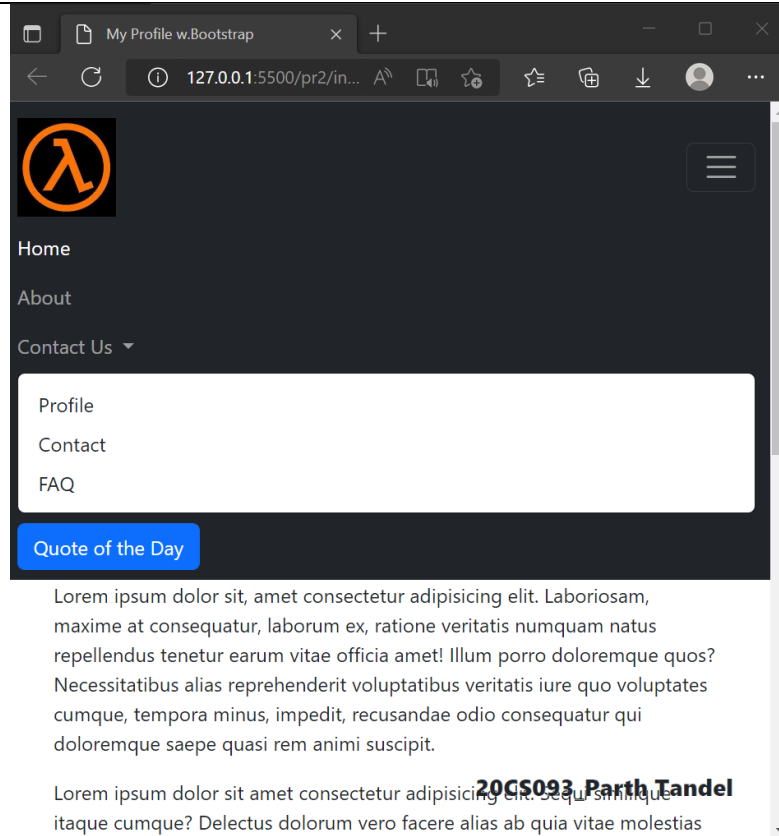 My Profile w.Bootstrap
127.0.0.1:5500/pr2/in...
Home
About
Contact Us
Profile
Contact
FAQ
Quote of the Day
Lorem ipsum dolor sit, amet consectetur adipisicing elit. Laboriosam,
maxime at consequatur, laborum ex, ratione veritatis numquam natus
repellendus tenetur earum vitae officia amet! Illum porro doloremque quos?
Necessitatibus alias reprehenderit voluptatibus veritatis iure quo voluptates
cumque, tempora minus, impedit, recusandae odio consequatur qui
doloremque saepe quasi rem animi suscipit.
20CS093_Parth Tandel
Lorem ipsum dolor sit amet consectetur adipisicing elit. Sequi similique
itaque cumque? Delectus dolorum vero facere alias ab quia vitae molestias